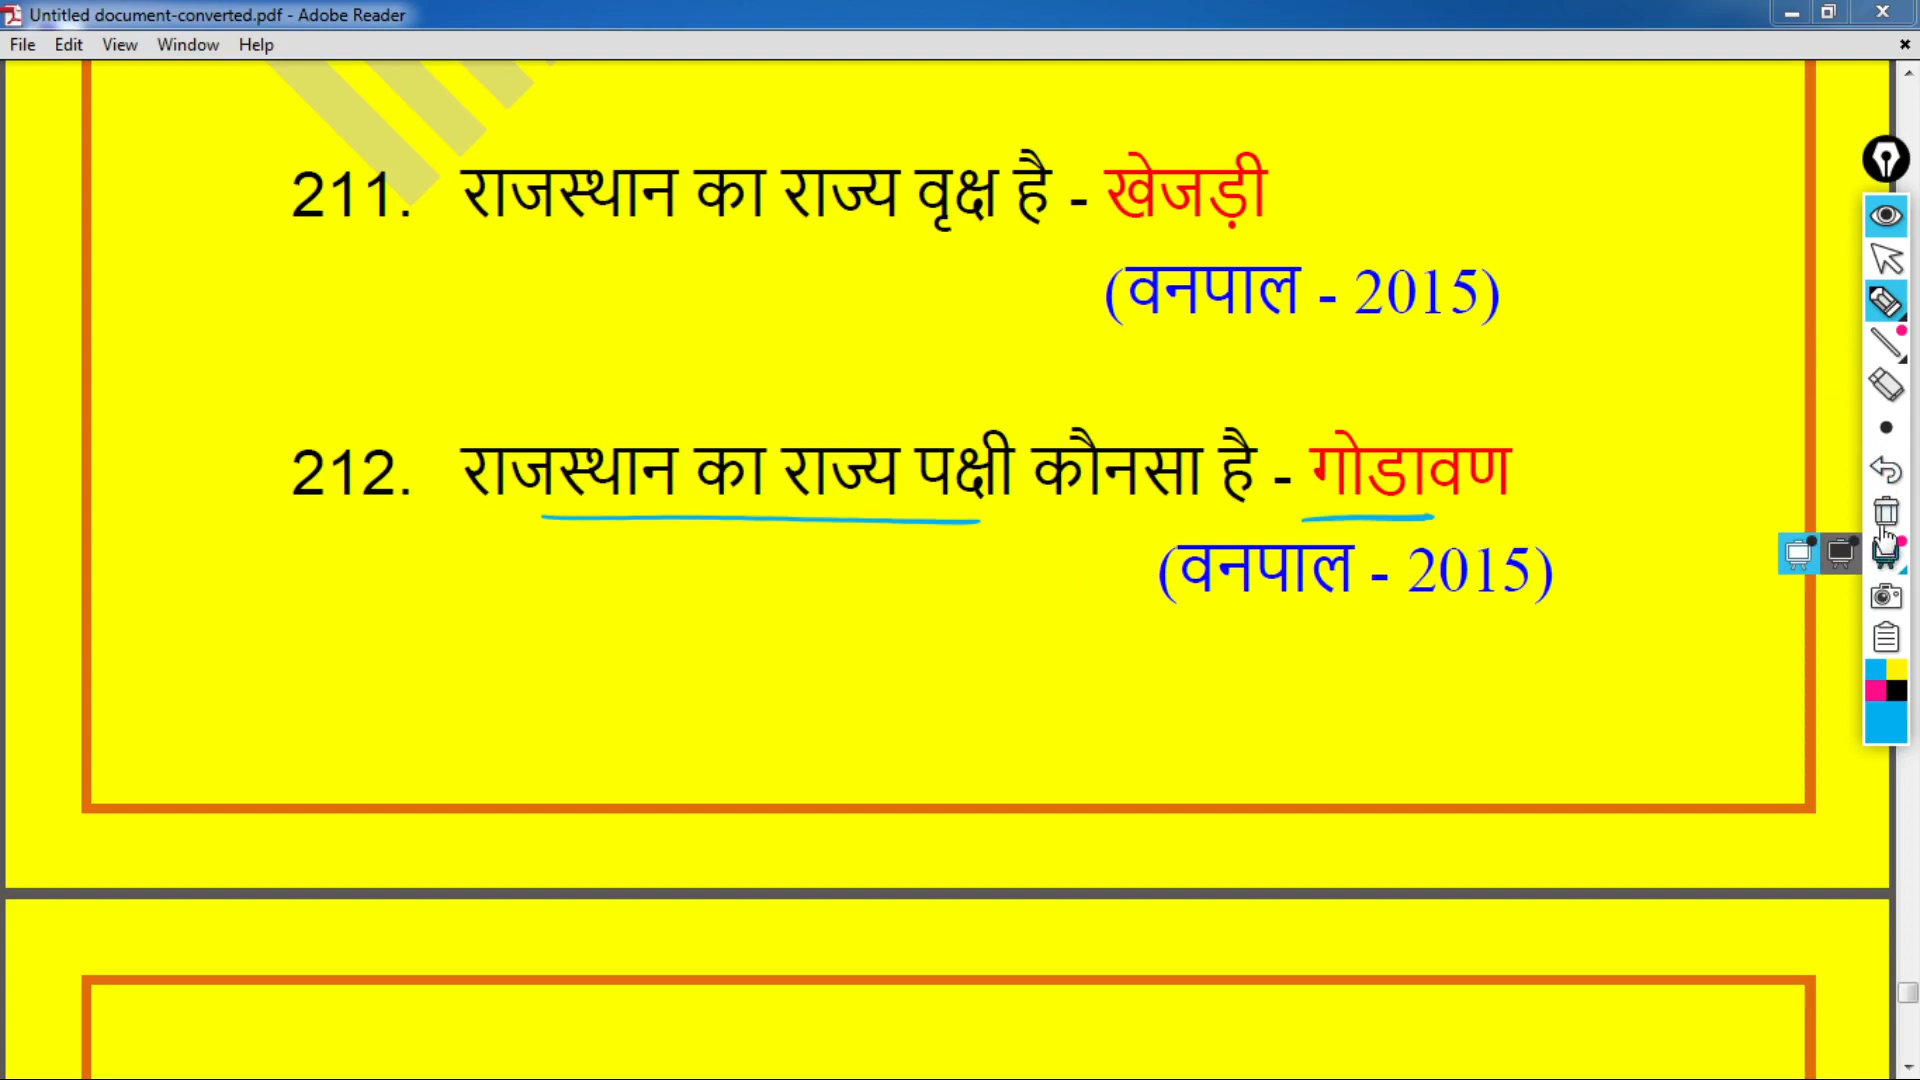 Untitled document-converted.pdf - Adobe Reader
File Edit View Window Help
211. राजस्थान का राज्य वृक्ष है - खेजड़ी
(वनपाल - 2015)
212. राजस्थान का राज्य पक्षी कौनसा है - गोडावण
(वनपाल - 2015)